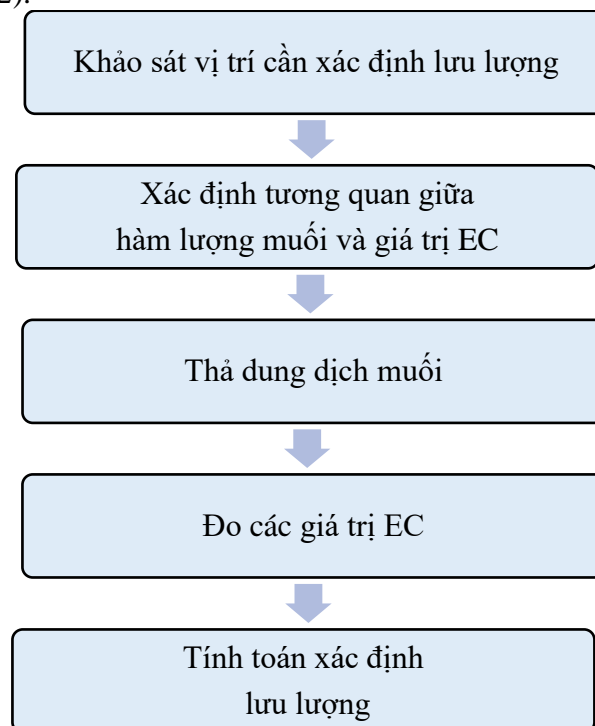 2).
Khảo sát vị trí cần xác định lưu lượng
Xác định tương quan giữa
hàm lượng muối và giá trị EC
Thả dung dịch muối
Đo các giá trị EC
Tính toán xác định
lưu lượng